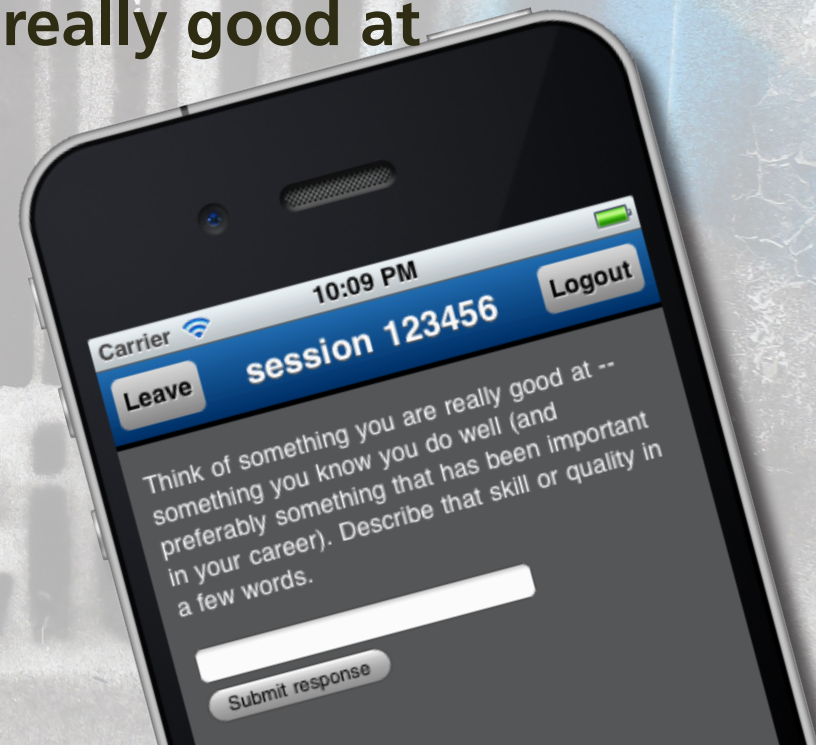 really good at
10:09 PM
Carrier
Leave
session 123456
Logout
Think of something you are really good at --
something you know you do well (and
preferably something that has been important
in your career). Describe that skill or quality in
a few words.
Submit response